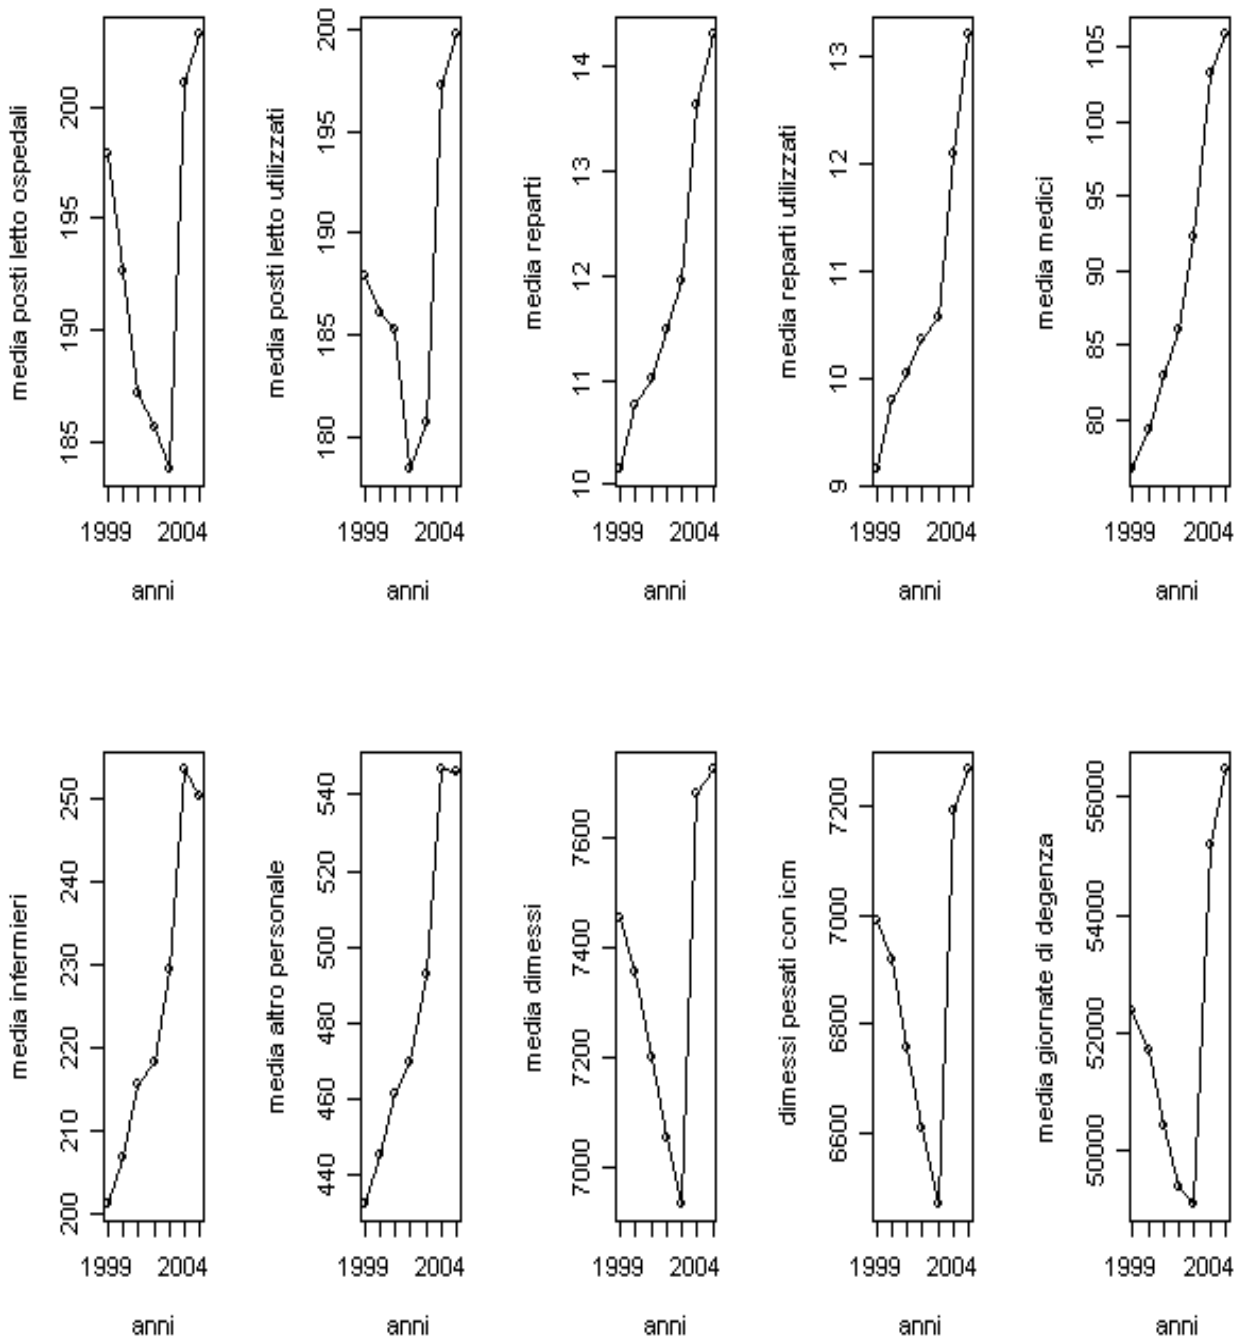 media posti letto ospedali
185 190 195 200
1999 2004
anni
media posti letto utilizzati
180 185 190 195 200
1999 2004
anni
media reparti
10 11 12 13 14
1999 2004
anni
media reparti utilizzati
9 10 11 12 13
1999 2004
anni
media medici
80 85 90 95 100 105
1999 2004
anni
media infermieri
200 210 220 230 240 250
1999 2004
anni
media altro personale
440 460 480 500 520 540
1999 2004
anni
media dimessi
7000 7200 7400 7600
1999 2004
anni
dimessi pesati con icm
6600 6800 7000 7200
1999 2004
anni
media giornate di degenza
50000 52000 54000 56000
1999 2004
anni